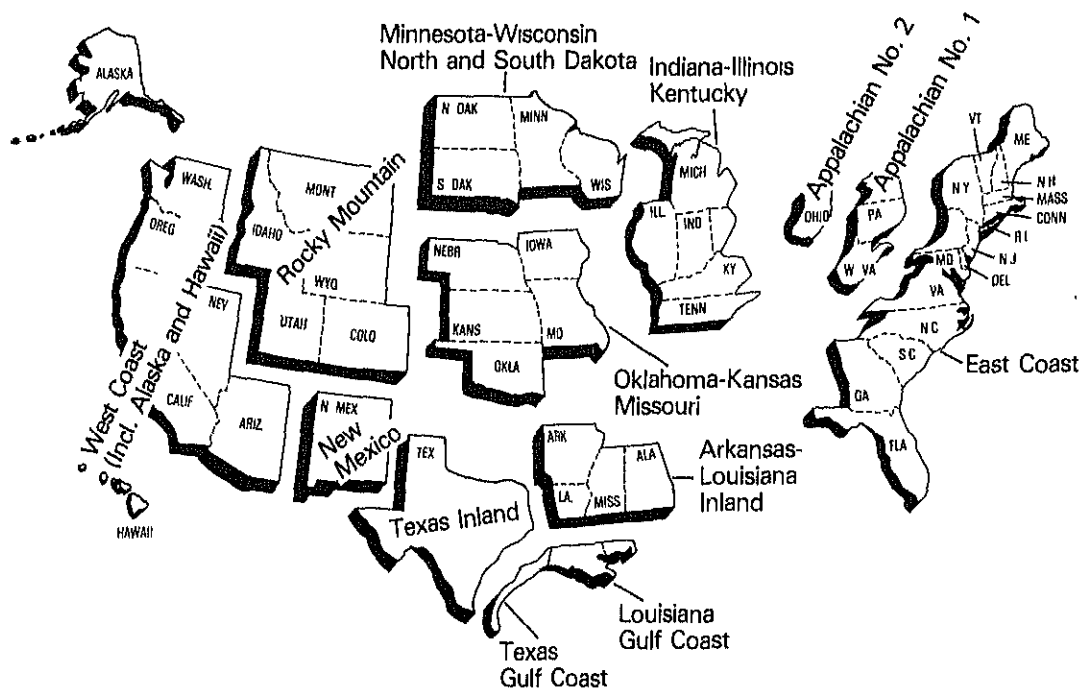 ALASKA
Minnesota-Wisconsin
North and South Dakota
Indiana-Illinois
Kentucky
Appalachian No. 2
Appalachian No. 1
WASH.
OREG
NEV
CALIF
ARIZ.
West Coast
(Incl. Alaska and Hawaii)
HAWAII
MONT
IDAHO
WYO
UTAH
COLO
Rocky Mountain
N DAK
MINN
S DAK
WIS
NEBR
IOWA
KANS
MO
OKLA
Oklahoma-Kansas
Missouri
MICH
ILL
IND
KY
TENN
OHIO
PA
W VA
VT
ME
NY
N H
MASS
CONN
R I
N J
MD
DEL
VA
N C
S C
GA
FLA
East Coast
N MEX
New
Mexico
TEX
Texas Inland
ARK
ALA
LA.
MISS
Arkansas-
Louisiana
Inland
Louisiana
Gulf Coast
Texas
Gulf Coast